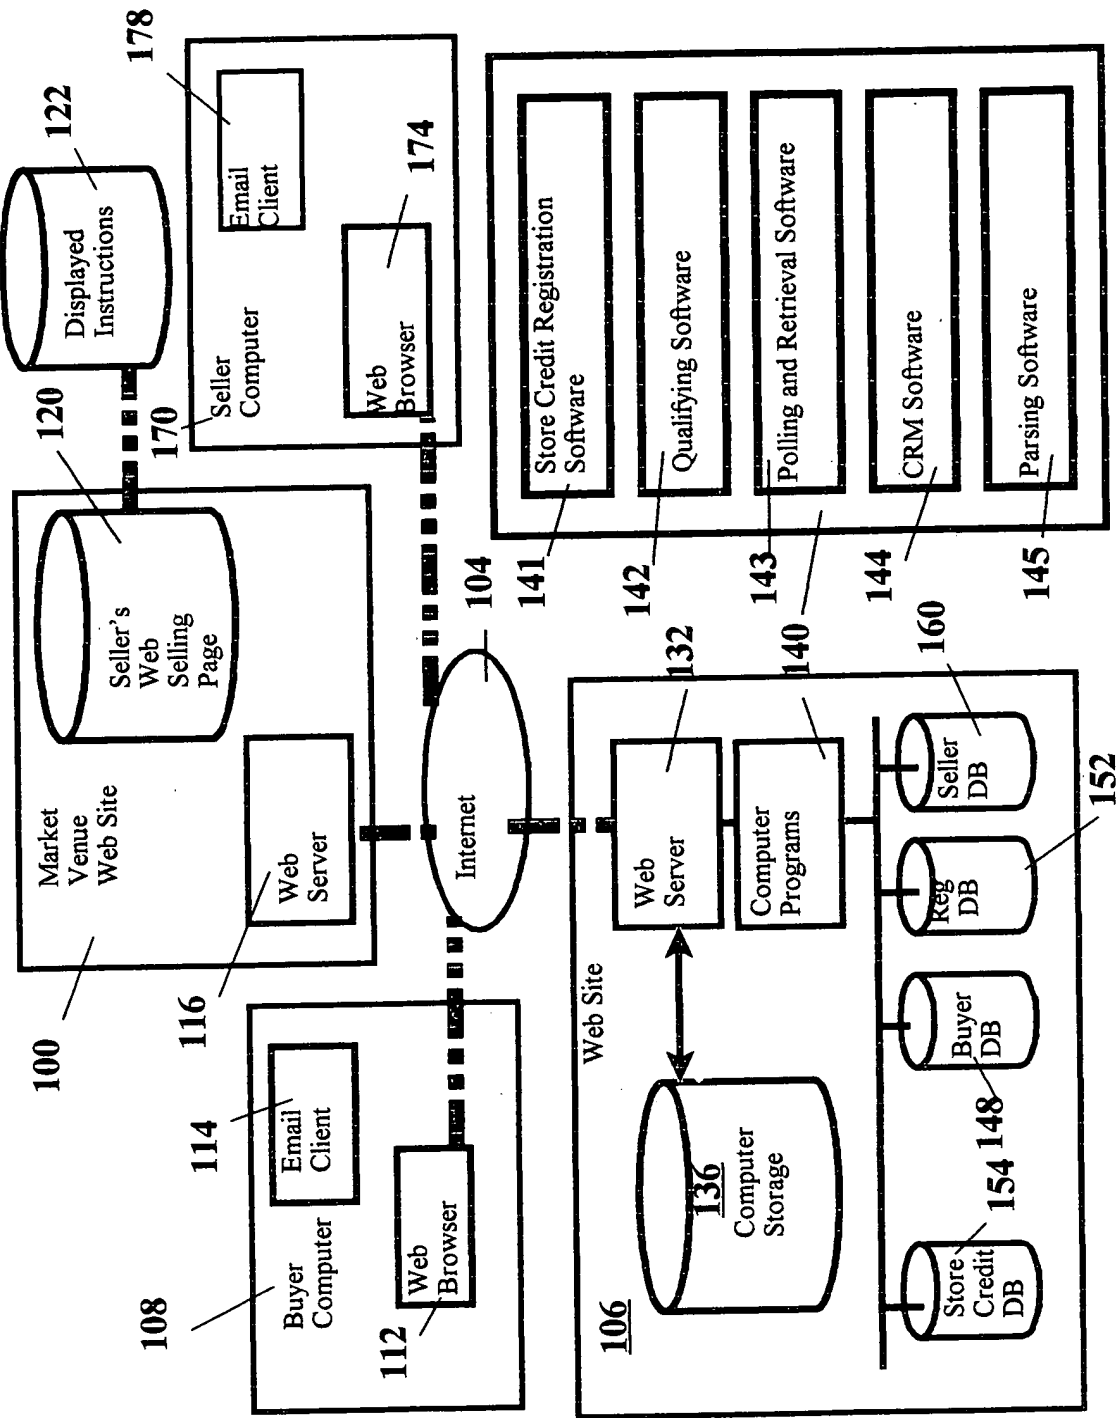 100
Market
Venue
Web Site
Seller's
Web
Selling
Page
120
Displayed
Instructions
122
Web
Server
116
108
Buyer
Computer
Email
Client
114
Web
Browser
112
Internet
104
170
Seller
Computer
Email
Client
178
Web
Browser
174
106
Web Site
136
Computer
Storage
Web
Server
132
Computer
Programs
140
Store
Credit
DB
154
Buyer
DB
148
Reg
DB
152
Seller
DB
160
Store Credit Registration
Software
141
Qualifying Software
142
Polling and Retrieval Software
143
CRM Software
144
Parsing Software
145